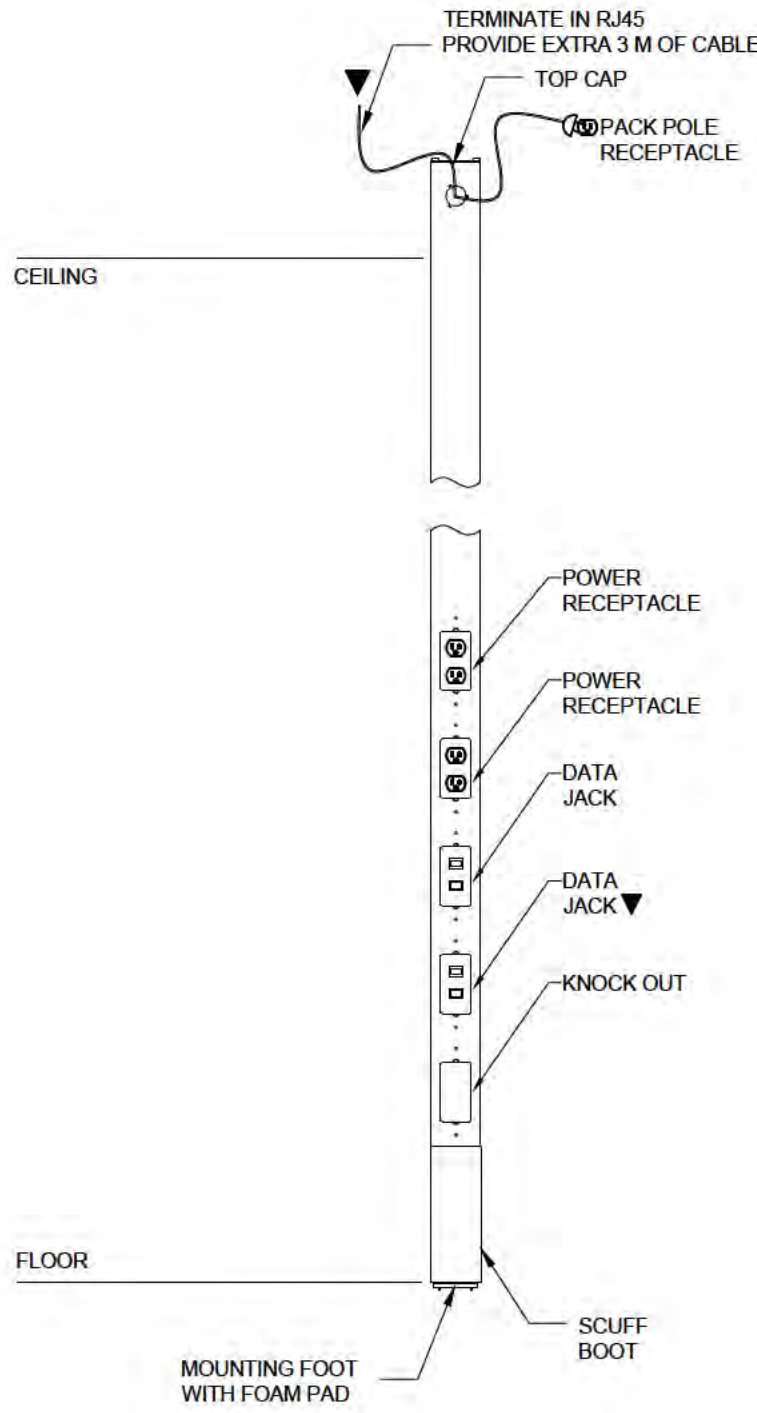 TERMINATE IN RJ45
PROVIDE EXTRA 3 M OF CABLE
TOP CAP
PACK POLE
RECEPTACLE
CEILING
POWER
RECEPTACLE
POWER
RECEPTACLE
DATA
JACK
DATA
JACK
KNOCK OUT
FLOOR
SCUFF
BOOT
MOUNTING FOOT
WITH FOAM PAD